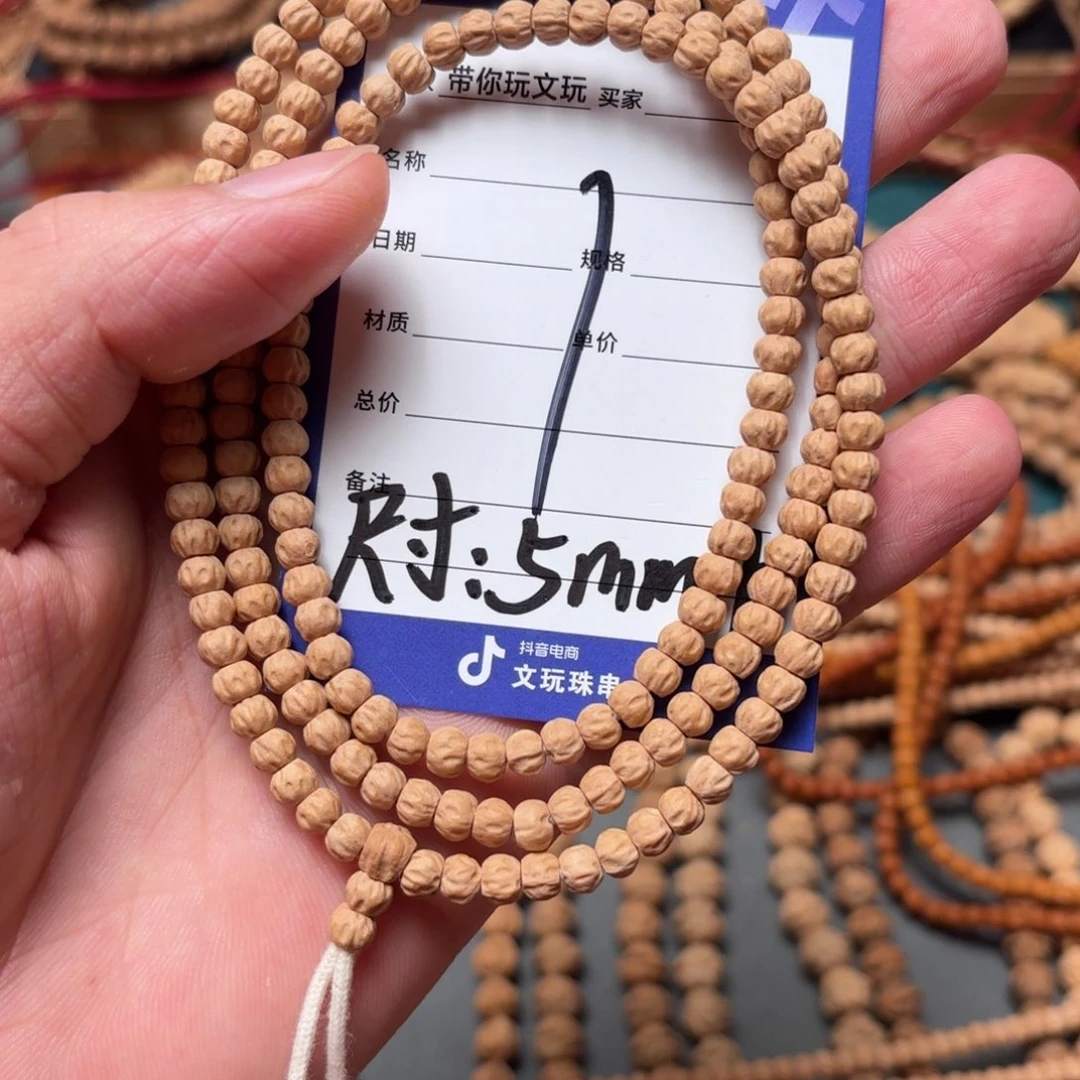 带你玩文玩 买家
名称
日期 规格
材质 单价
总价
备注
尺寸:5mm
抖音电商
文玩珠串